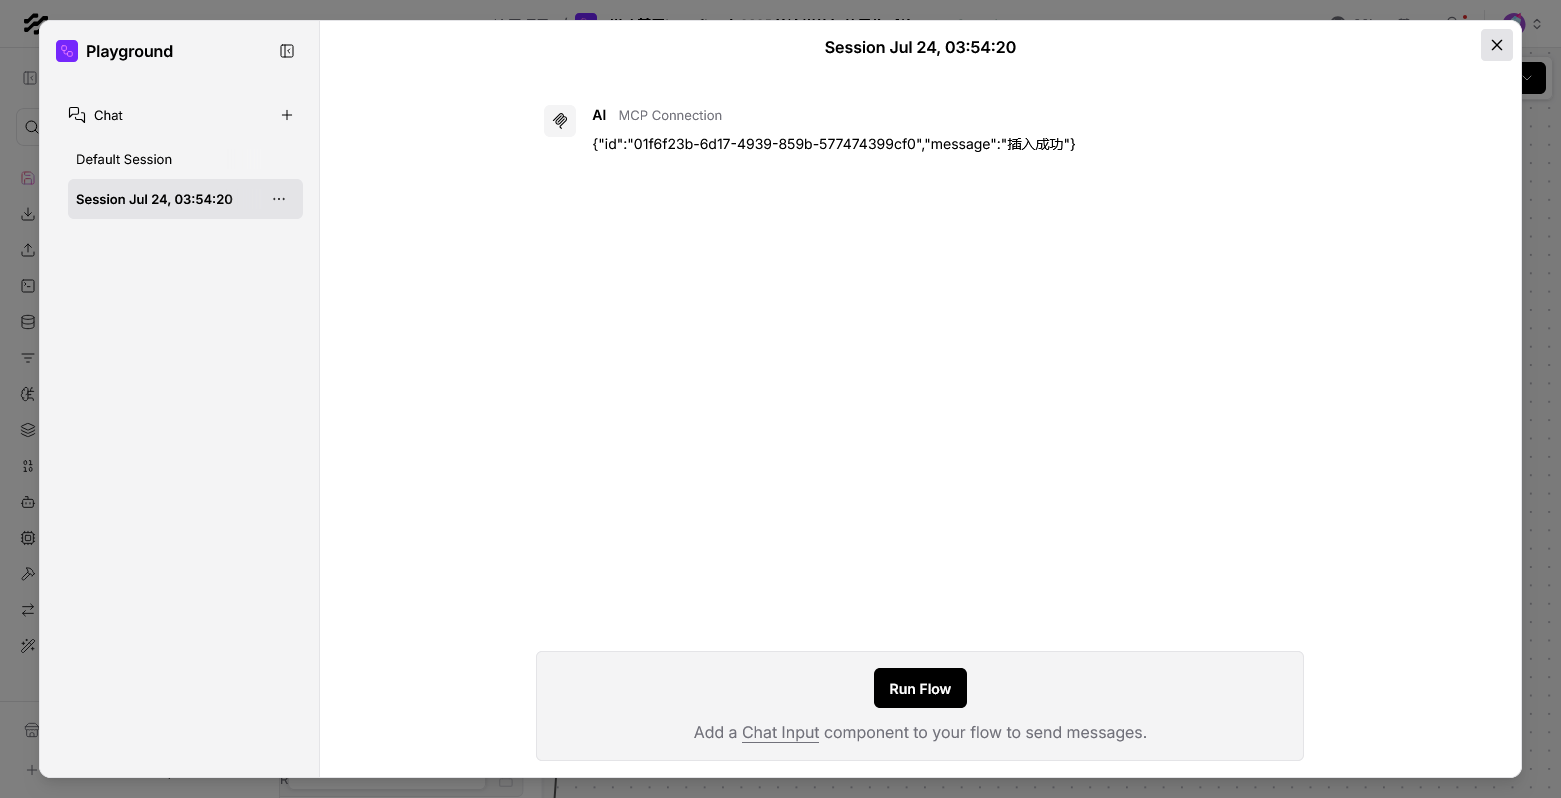 Playground
Session Jul 24, 03:54:20
Chat
Default Session
Session Jul 24, 03:54:20
AI MCP Connection
{"id":"01f6f23b-6d17-4939-859b-577474399cf0","message":"插入成功"}
Run Flow
Add a Chat Input component to your flow to send messages.